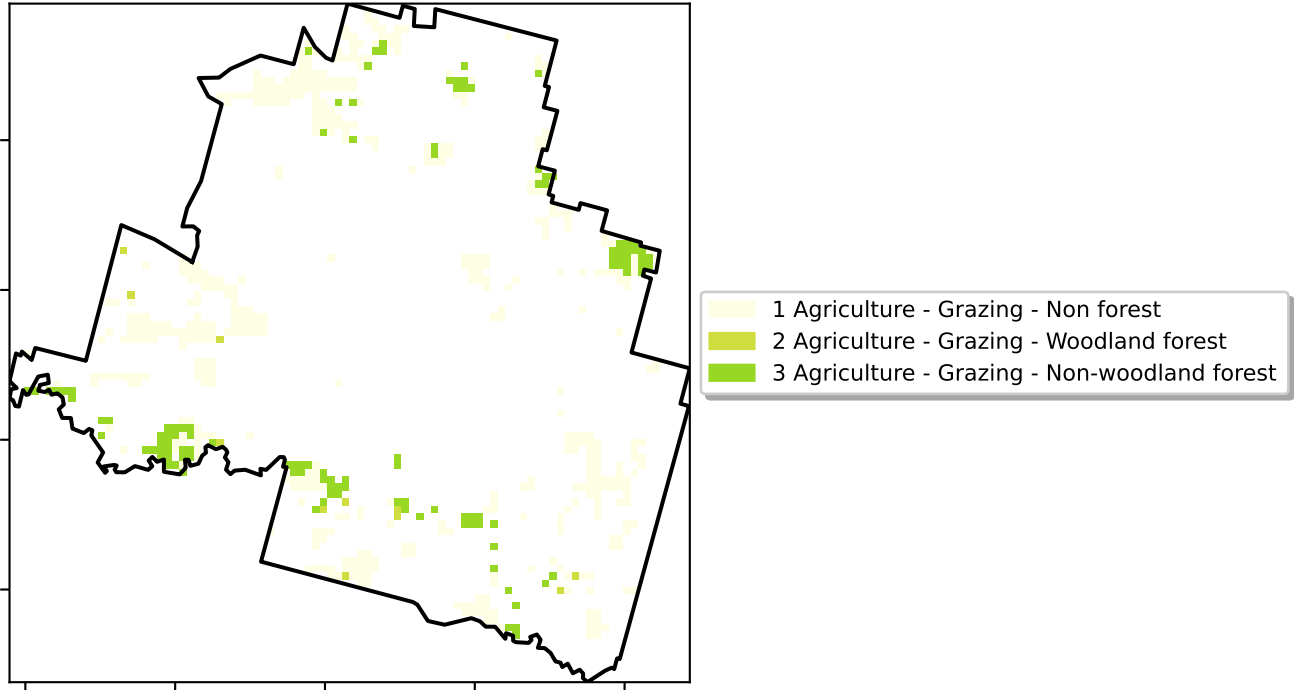 1 Agriculture - Grazing - Non forest
2 Agriculture - Grazing - Woodland forest
3 Agriculture - Grazing - Non-woodland forest